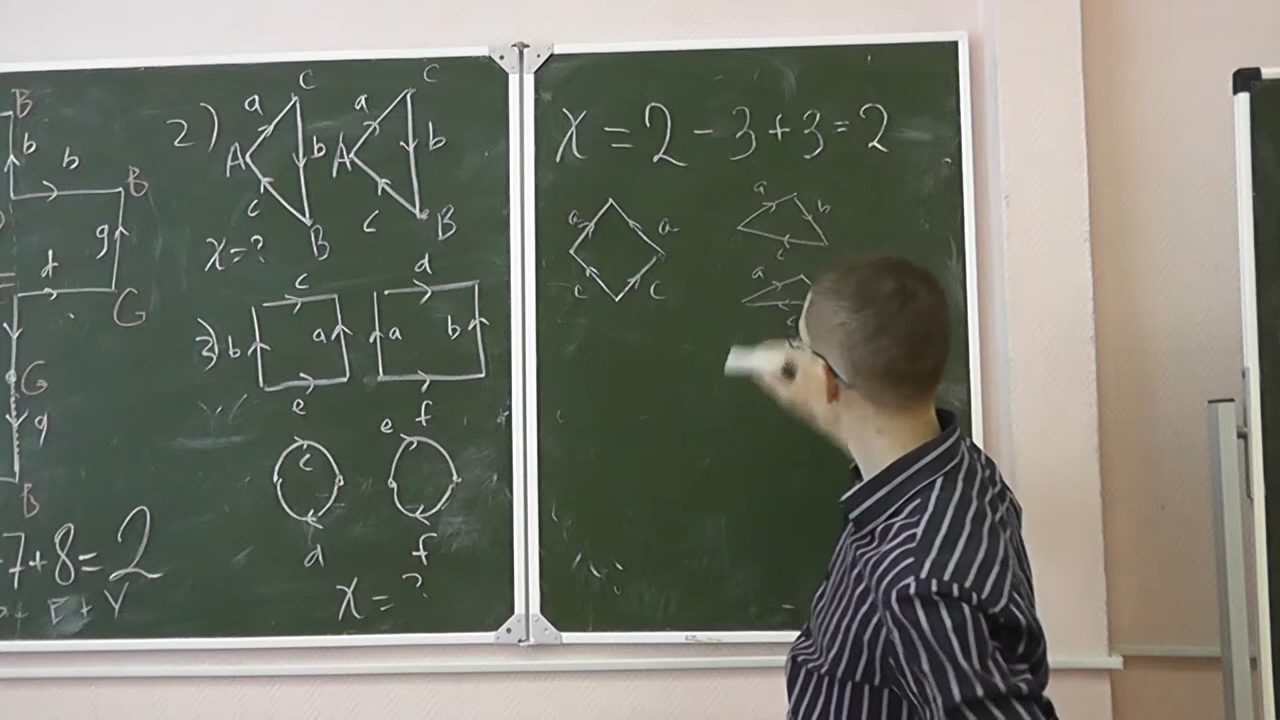 B
b
b
B
g
d
G
G
g
B
7+8=2
+ E + V
2)
a
C
A
b
c
B
a
C
A
b
c
B
χ=?
3)
b
c
a
e
d
a
b
f
c
d
e
f
χ = ?
χ = 2 - 3 + 3 = 2
a
a
c
c
a
b
c
a
c